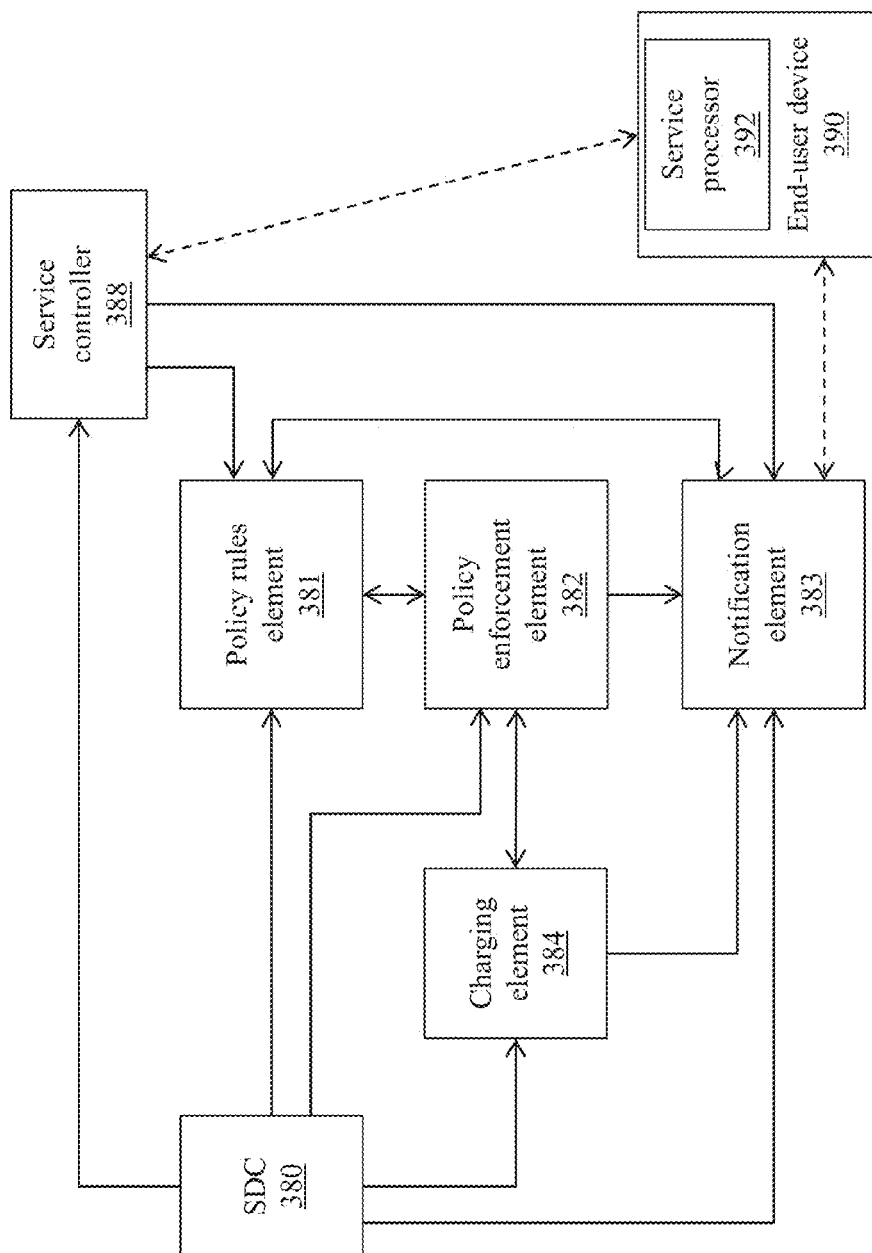 SDC
380
Service
controller
388
Policy rules
element
381
Policy
enforcement
element
382
Charging
element
384
Notification
element
383
Service
processor
392
End-user device
390